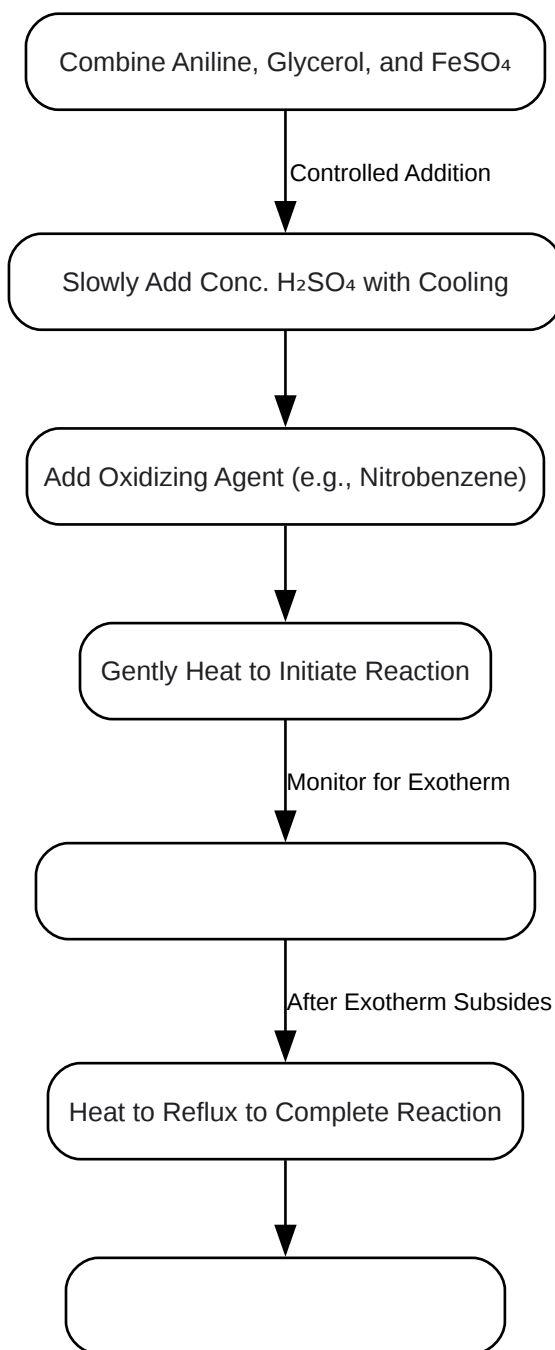 Combine Aniline, Glycerol, and FeSO₄
Controlled Addition
Slowly Add Conc. H₂SO₄ with Cooling
Add Oxidizing Agent (e.g., Nitrobenzene)
Gently Heat to Initiate Reaction
Monitor for Exotherm
After Exotherm Subsides
Heat to Reflux to Complete Reaction